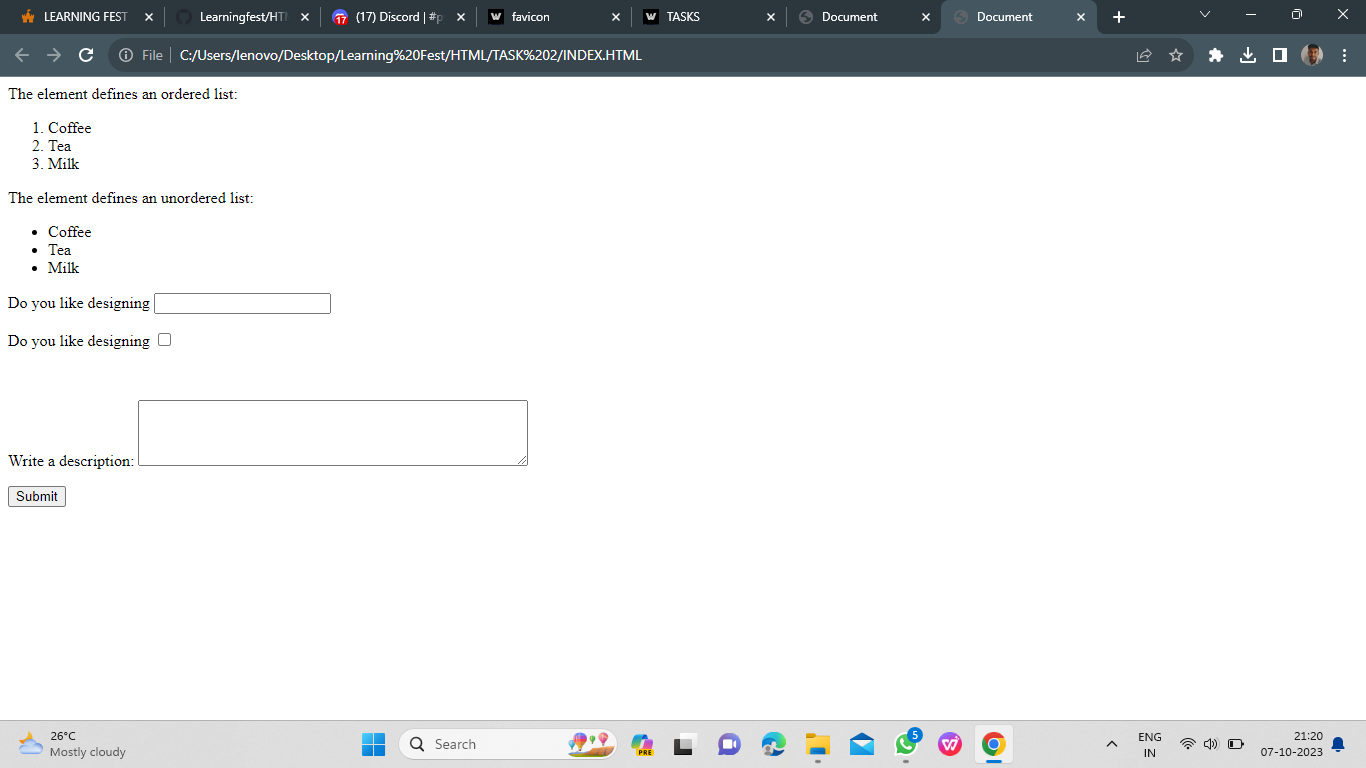 LEARNING FEST
Learningfest/HT
(17) Discord | #p
favicon
TASKS
Document
Document
File
C:/Users/lenovo/Desktop/Learning%20Fest/HTML/TASK%202/INDEX.HTML
The element defines an ordered list:
1. Coffee
2. Tea
3. Milk
The element defines an unordered list:
• Coffee
• Tea
• Milk
Do you like designing
Do you like designing
Write a description:
Submit
26°C
Mostly cloudy
Search
PRE
5
ENG
IN
21:20
07-10-2023